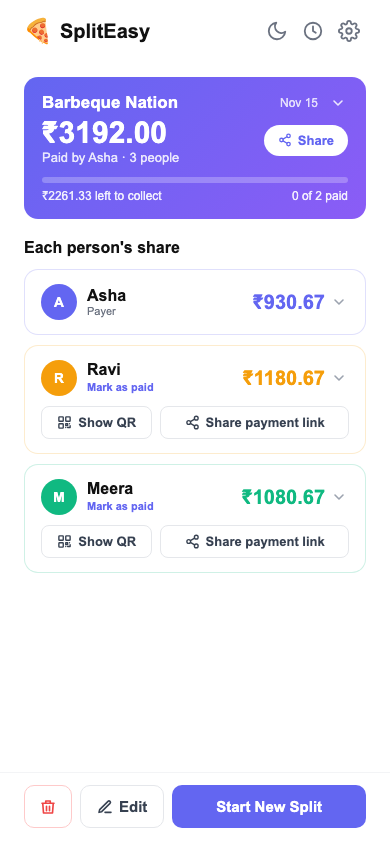 SplitEasy
Barbeque Nation
Nov 15
₹3192.00
Share
Paid by Asha · 3 people
₹2261.33 left to collect
0 of 2 paid
Each person's share
A
Asha
Payer
₹930.67
R
Ravi
Mark as paid
₹1180.67
Show QR
Share payment link
M
Meera
Mark as paid
₹1080.67
Show QR
Share payment link
Edit
Start New Split